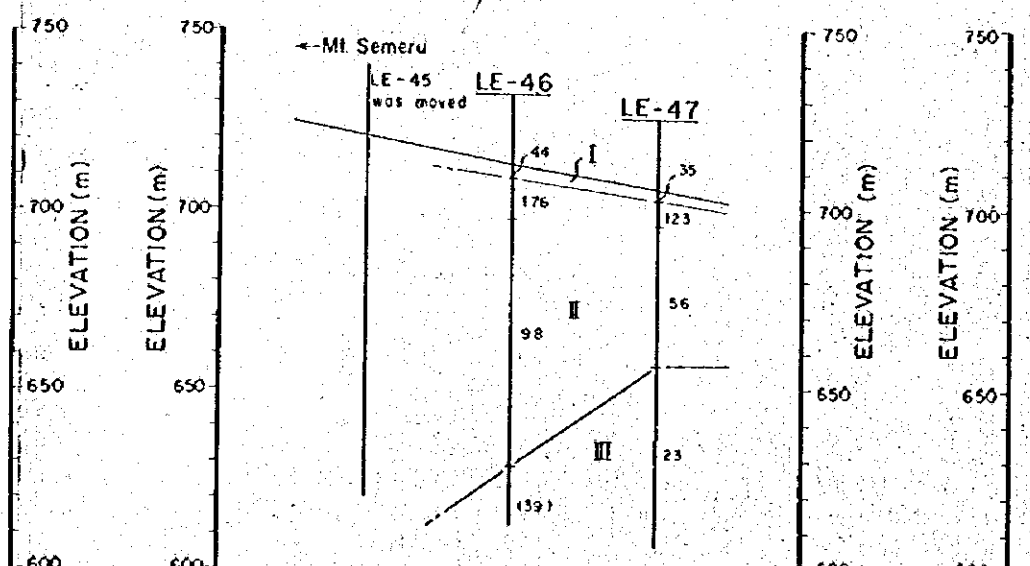 750
700
650
600
ELEVATION (m)
750
700
650
600
ELEVATION (m)
←Mt. Semeru
LE-45
was moved
LE-46
LE-47
44
I
35
176
123
II
56
98
III
23
(39)
750
700
650
ELEVATION (m)
750
700
650
ELEVATION (m)